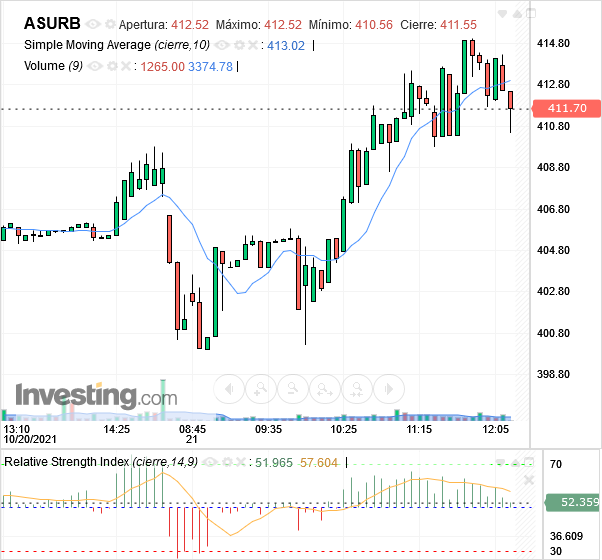 ASURB Apertura: 412.52 Máximo: 412.52 Mínimo: 410.56 Cierre: 411.55
Simple Moving Average (cierre,10) : 413.02
Volume (9) : 1265.00 3374.78
414.80
412.80
411.70
410.80
408.80
406.80
404.80
402.80
400.80
398.80
Investing.com
13:10 14:25 08:45 09:35 10:25 11:15 12:05
10/20/2021 21
Relative Strength Index (cierre,14,9) : 51.965 57.604
70
52.359
36.609
30